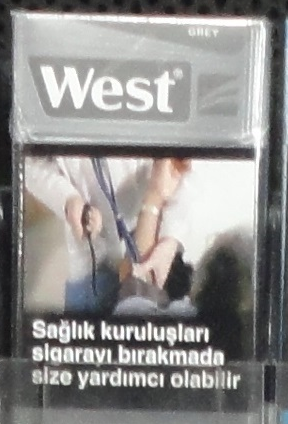 GREY
West®
Sağlık kuruluşları
sigarayı bırakmada
size yardımcı olabilir